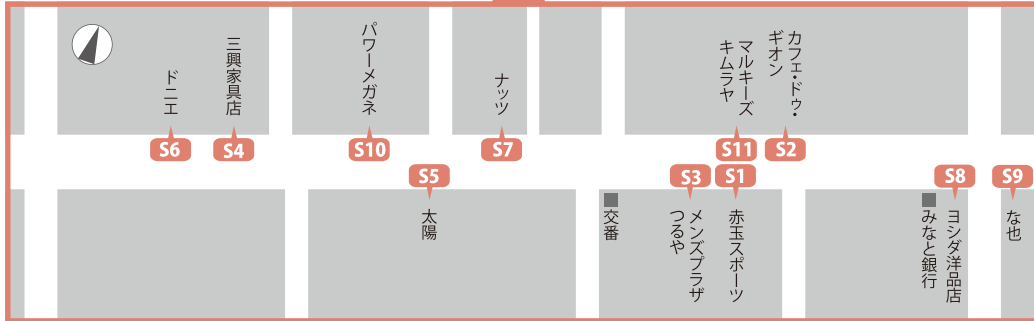 ドニエ
S6
三興家具店
S4
パワーメガネ
S10
ナッツ
S7
マルキーズ
キムラヤ
S11
カフェ・ドゥ・
ギオン
S2
S5
太陽
交番
S3
メンズプラザ
つるや
S1
赤玉スポーツ
みなと銀行
S8
ヨシダ洋品店
S9
な也